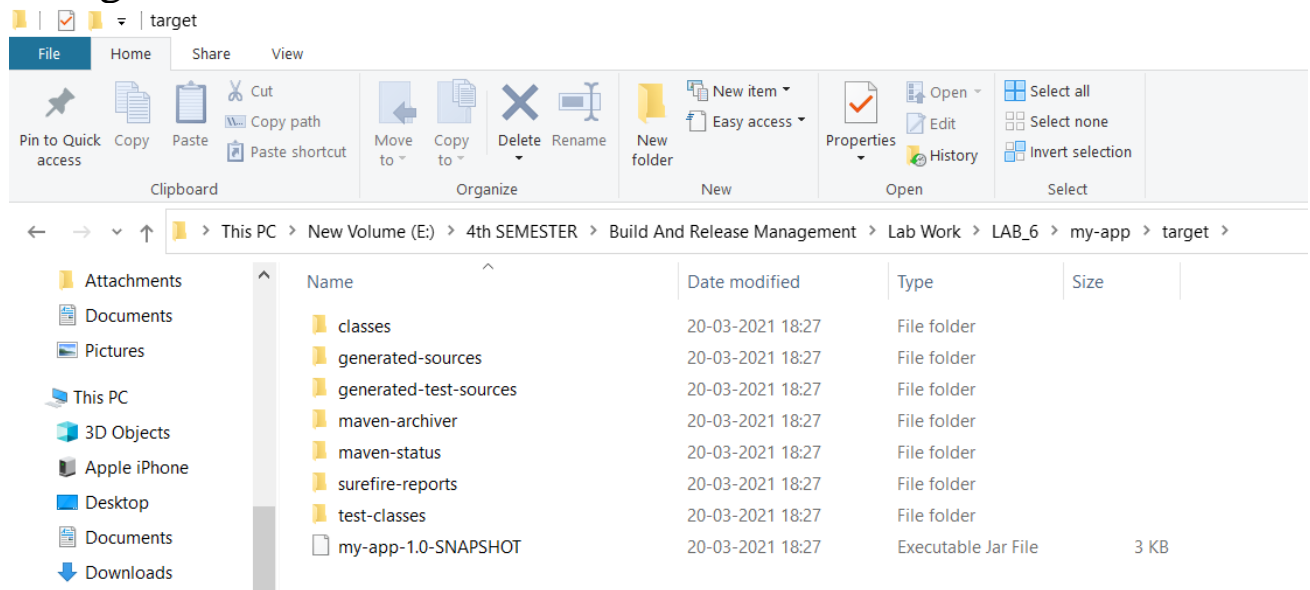 target
File Home Share View
Pin to Quick access
Copy
Paste
Cut
Copy path
Paste shortcut
Clipboard
Move to
Copy to
Delete
Rename
Organize
New folder
New item
Easy access
New
Properties
Open
Edit
History
Open
Select all
Select none
Invert selection
Select
This PC > New Volume (E:) > 4th SEMESTER > Build And Release Management > Lab Work > LAB_6 > my-app > target >
Attachments
Documents
Pictures
This PC
3D Objects
Apple iPhone
Desktop
Documents
Downloads
Name Date modified Type Size
classes 20-03-2021 18:27 File folder
generated-sources 20-03-2021 18:27 File folder
generated-test-sources 20-03-2021 18:27 File folder
maven-archiver 20-03-2021 18:27 File folder
maven-status 20-03-2021 18:27 File folder
surefire-reports 20-03-2021 18:27 File folder
test-classes 20-03-2021 18:27 File folder
my-app-1.0-SNAPSHOT 20-03-2021 18:27 Executable Jar File 3 KB